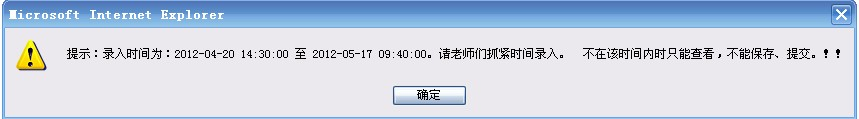 Microsoft Internet Explorer
提示：录入时间为：2012-04-20 14:30:00 至 2012-05-17 09:40:00。请老师们抓紧时间录入。 不在该时间内时只能查看，不能保存、提交。！！
确定